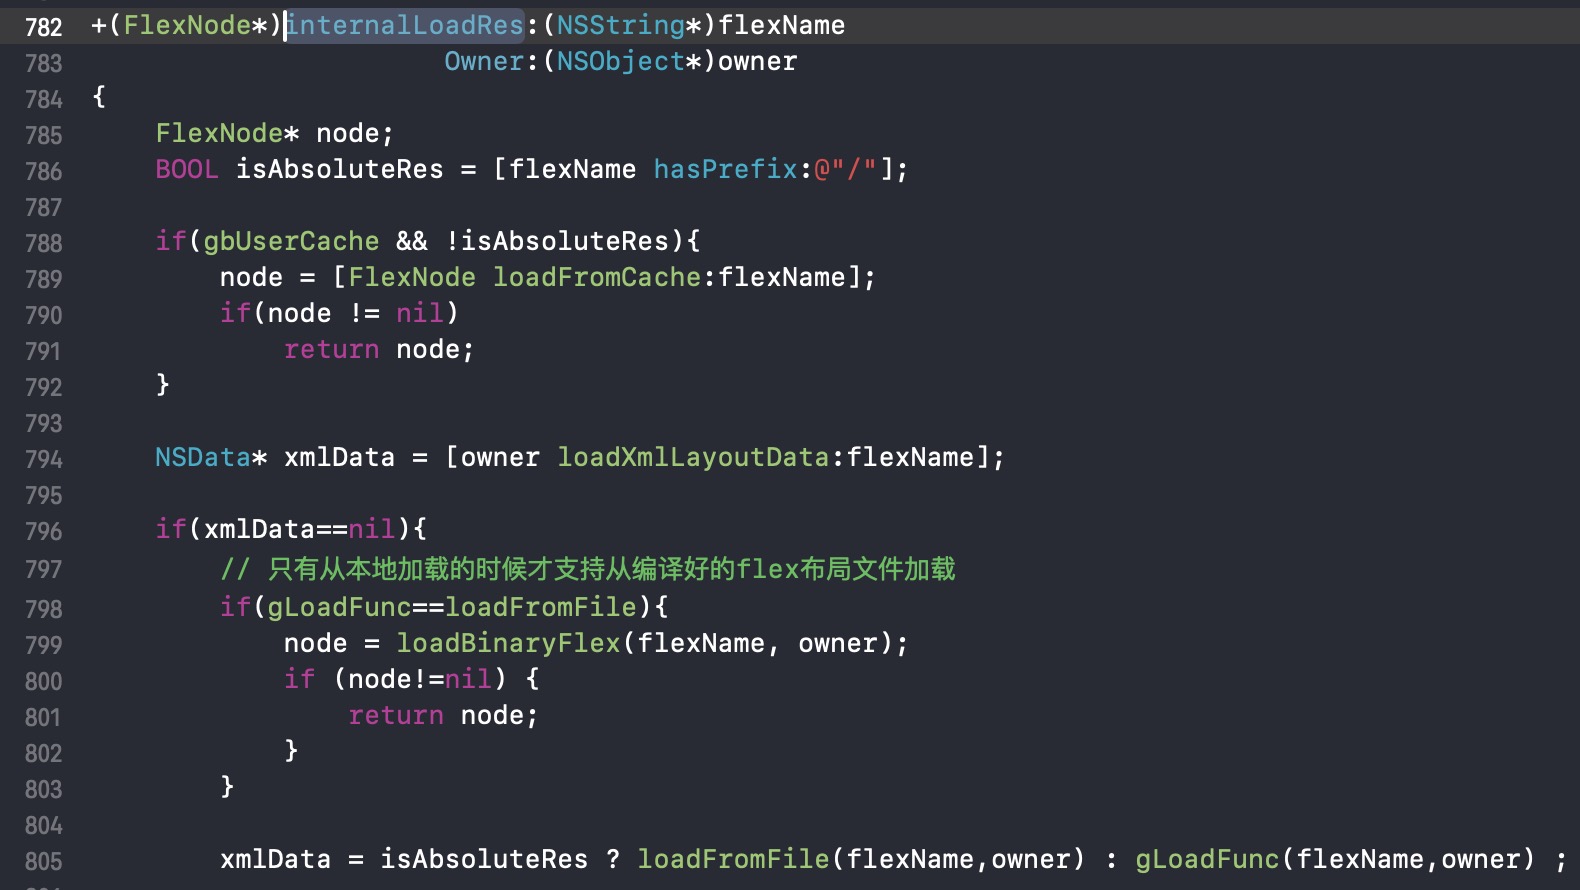 782 +(FlexNode*)internalLoadRes:(NSString*)flexName
783 Owner:(NSObject*)owner
784 {
785 FlexNode* node;
786 BOOL isAbsoluteRes = [flexName hasPrefix:@"/"];
787
788 if(gbUserCache && !isAbsoluteRes){
789 node = [FlexNode loadFromCache:flexName];
790 if(node != nil)
791 return node;
792 }
793
794 NSData* xmlData = [owner loadXmlLayoutData:flexName];
795
796 if(xmlData==nil){
797 // 只有从本地加载的时候才支持从编译好的flex布局文件加载
798 if(gLoadFunc==loadFromFile){
799 node = loadBinaryFlex(flexName, owner);
800 if (node!=nil) {
801 return node;
802 }
803 }
804
805 xmlData = isAbsoluteRes ? loadFromFile(flexName,owner) : gLoadFunc(flexName,owner) ;